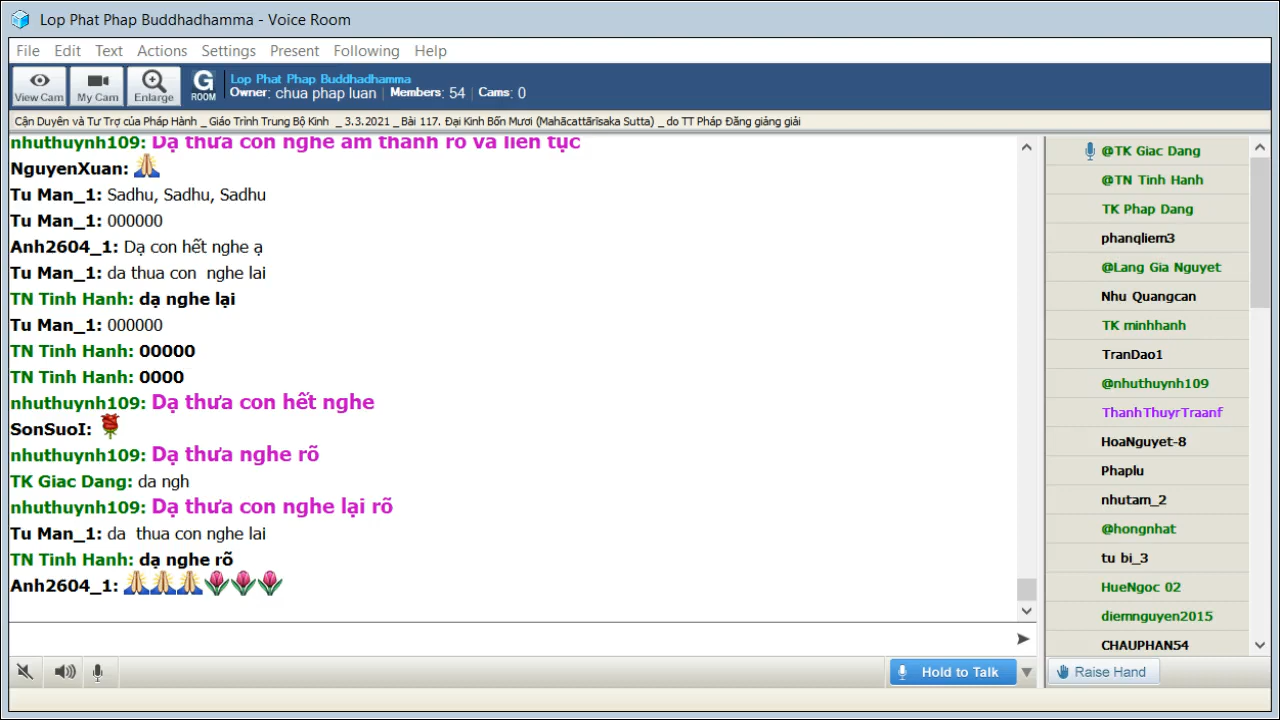 Lop Phat Phap Buddhadhamma - Voice Room
File Edit Text Actions Settings Present Following Help
View Cam My Cam Enlarge G ROOM
Lop Phat Phap Buddhadhamma
Owner: chua phap luan Members: 54 Cams: 0
Cận Duyên và Tư Trợ của Pháp Hành _ Giáo Trình Trung Bộ Kinh _ 3.3.2021 _ Bài 117. Đại Kinh Bốn Mươi (Mahācattārīsaka Sutta) _ do TT Pháp Đăng giảng giải
nhuthuynh109: Dạ thưa con nghe âm thanh rõ và liên tục
NguyenXuan:
Tu Man_1: Sadhu, Sadhu, Sadhu
Tu Man_1: 000000
Anh2604_1: Dạ con hết nghe ạ
Tu Man_1: da thua con nghe lai
TN Tinh Hanh: dạ nghe lại
Tu Man_1: 000000
TN Tinh Hanh: 00000
TN Tinh Hanh: 0000
nhuthuynh109: Dạ thưa con hết nghe
SonSuoI:
nhuthuynh109: Dạ thưa nghe rõ
TK Giac Dang: da ngh
nhuthuynh109: Dạ thưa con nghe lại rõ
Tu Man_1: da thua con nghe lai
TN Tinh Hanh: dạ nghe rõ
Anh2604_1:
@TK Giac Dang
@TN Tinh Hanh
TK Phap Dang
phanqliem3
@Lang Gia Nguyet
Nhu Quangcan
TK minhhanh
TranDao1
@nhuthuynh109
ThanhThuyrTraanf
HoaNguyet-8
Phaplu
nhutam_2
@hongnhat
tu bi_3
HueNgoc 02
diemnguyen2015
CHAUPHAN54
Hold to Talk
Raise Hand